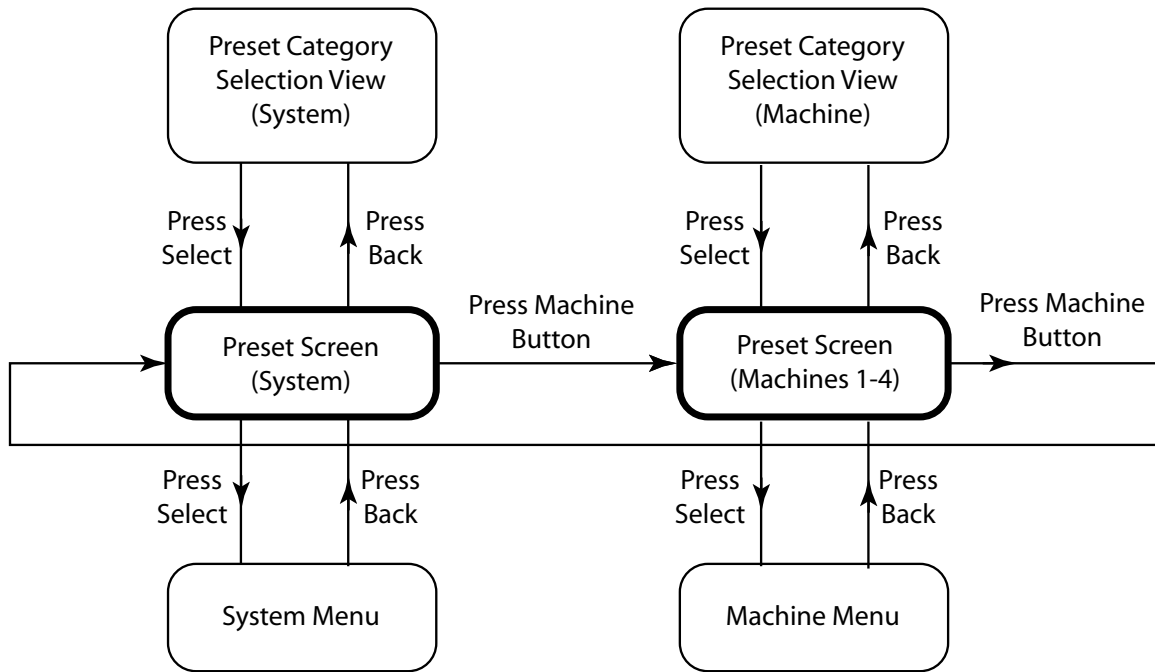 Preset Category
Selection View
(System)
Preset Category
Selection View
(Machine)
Press
Select
Press
Back
Press
Select
Press
Back
Preset Screen
(System)
Press Machine
Button
Preset Screen
(Machines 1-4)
Press Machine
Button
Press
Select
Press
Back
Press
Select
Press
Back
System Menu
Machine Menu